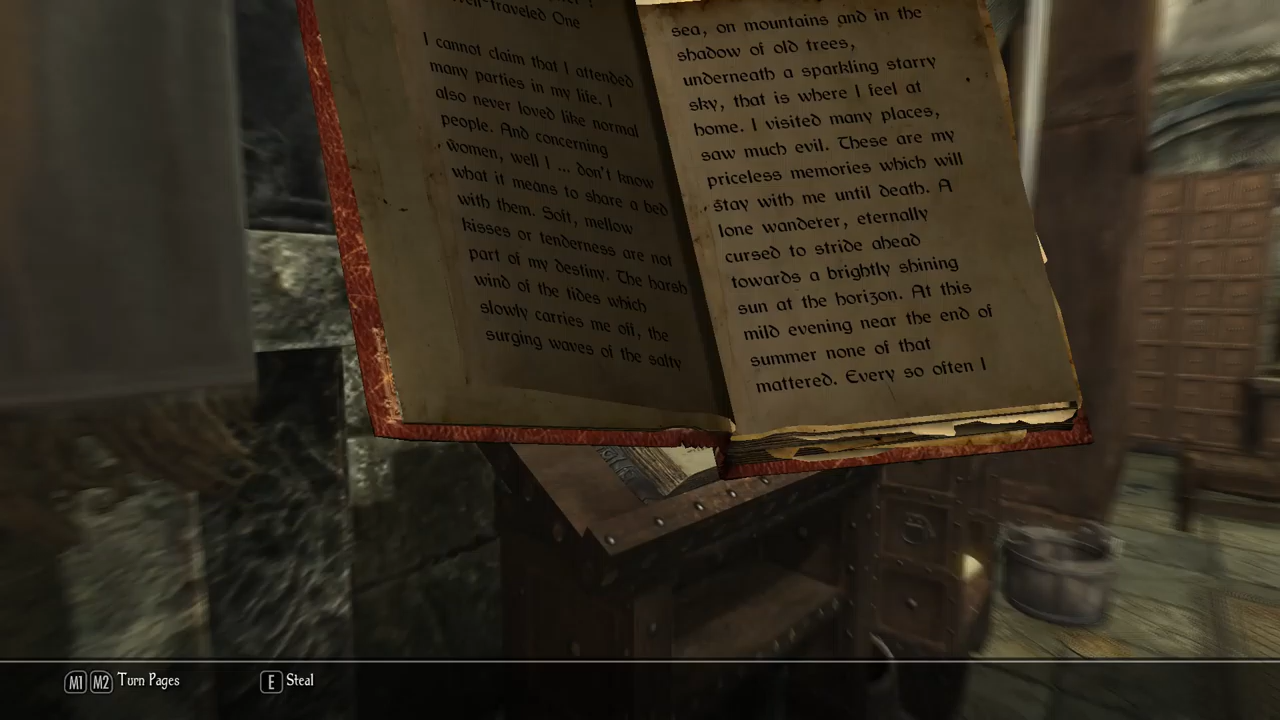 Well-Traveled One
I cannot claim that I attended
many parties in my life. I
also never loved like normal
people. And concerning
women, well I ... don't know
what it means to share a bed
with them. Soft, mellow
kisses or tenderness are not
part of my destiny. The harsh
wind of the tides which
slowly carries me off, the
surging waves of the salty
sea, on mountains and in the
shadow of old trees,
underneath a sparkling starry
sky, that is where I feel at
home. I visited many places,
saw much evil. These are my
priceless memories which will
stay with me until death. A
lone wanderer, eternally
cursed to stride ahead
towards a brightly shining
sun at the horizon. At this
mild evening near the end of
summer none of that
mattered. Every so often I
M1 M2 Turn Pages
E Steal